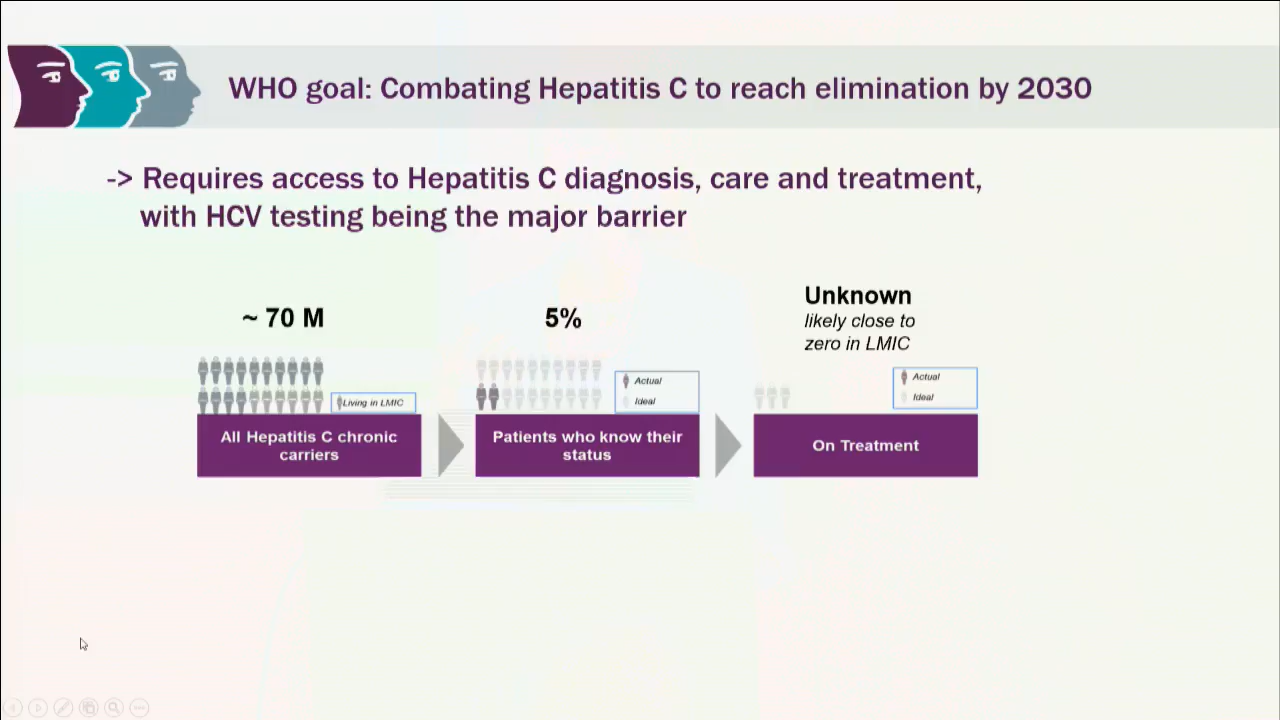 WHO goal: Combating Hepatitis C to reach elimination by 2030
-> Requires access to Hepatitis C diagnosis, care and treatment,
with HCV testing being the major barrier
~ 70 M
Living in LMIC
All Hepatitis C chronic
carriers
5%
Actual
Ideal
Patients who know their
status
Unknown
likely close to
zero in LMIC
Actual
Ideal
On Treatment